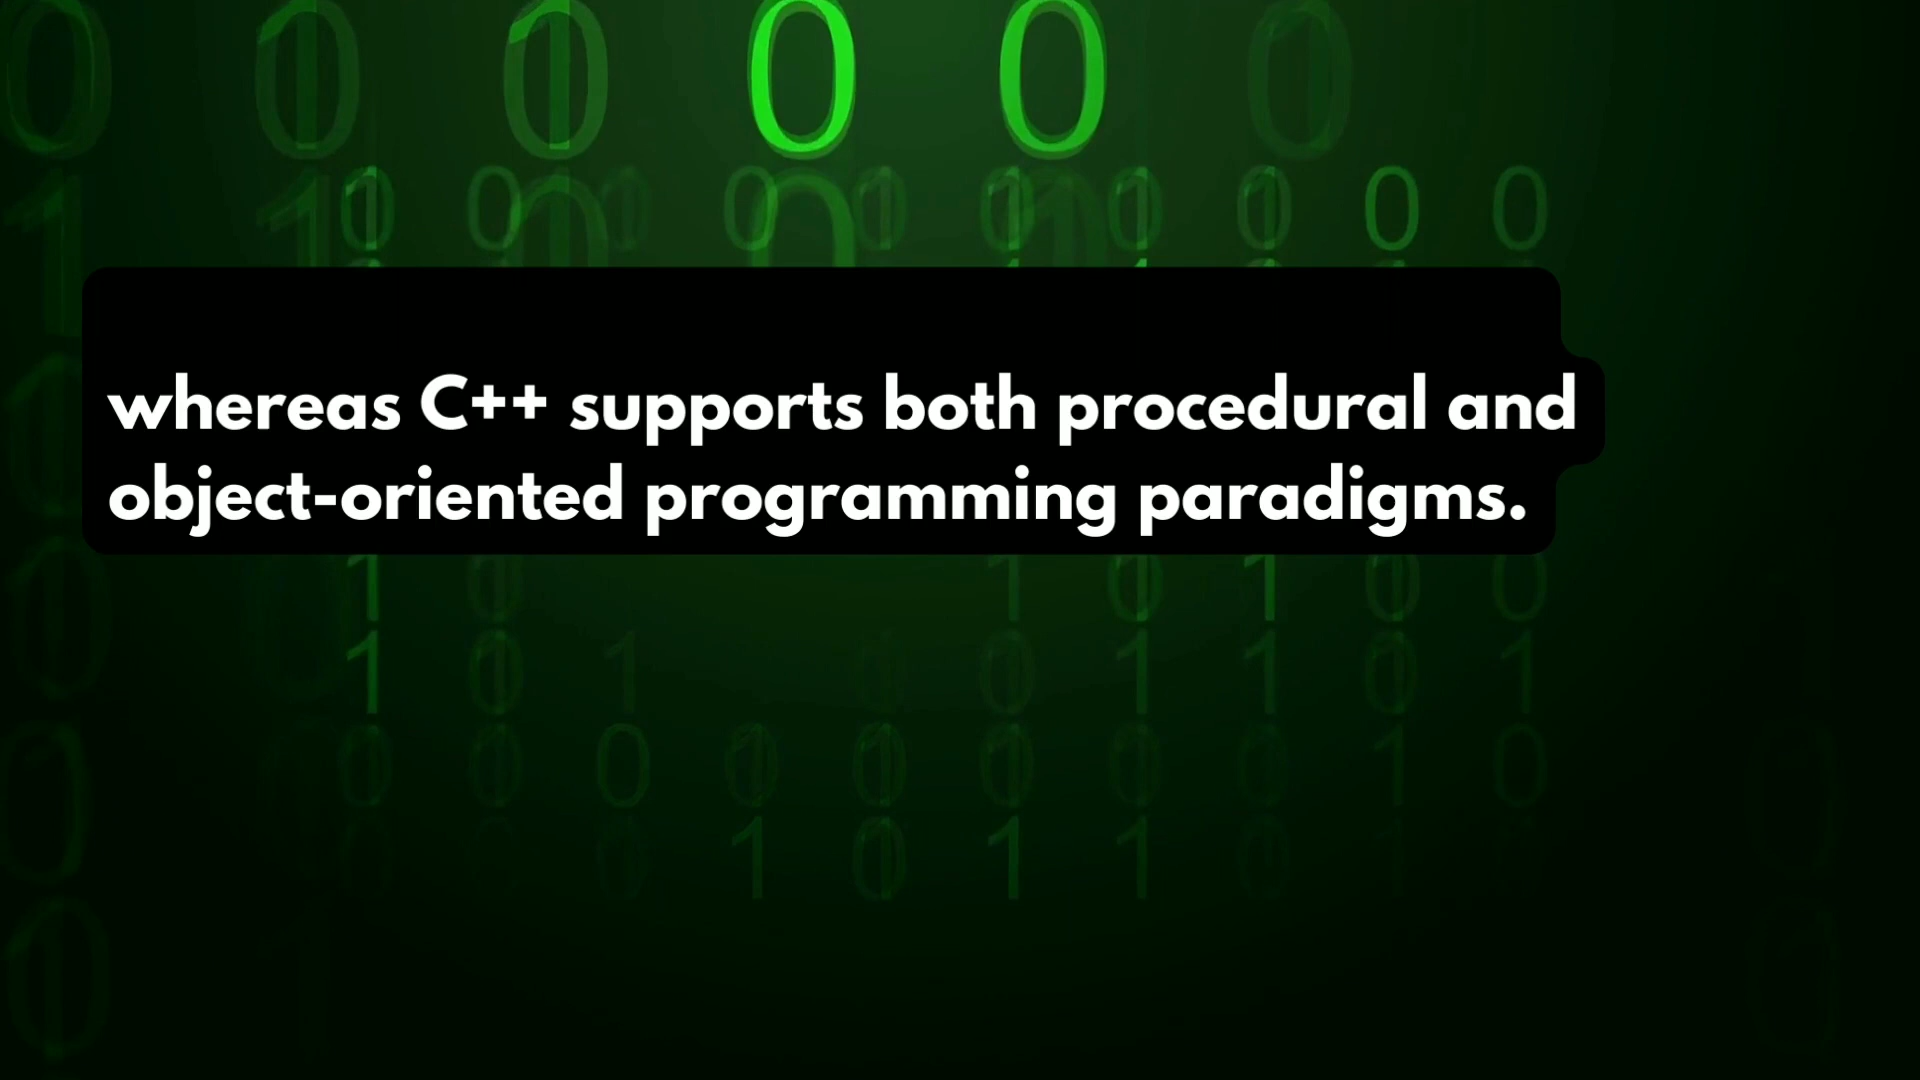 whereas C++ supports both procedural and
object-oriented programming paradigms.